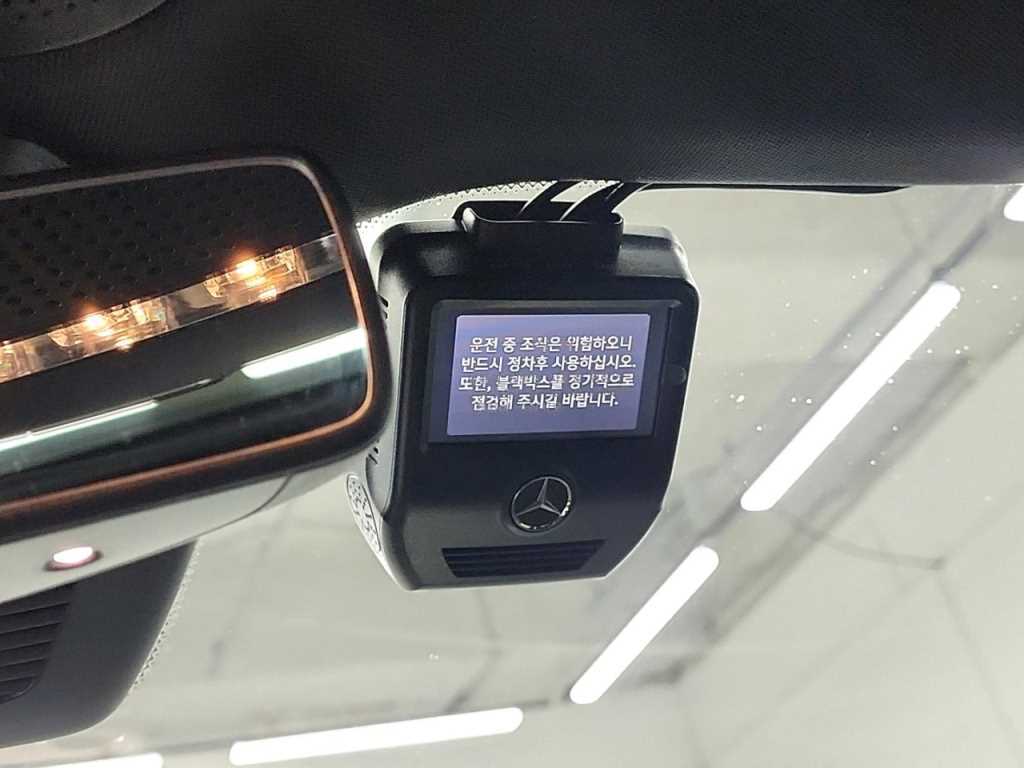 운전 중 조작은 위험하오니
반드시 정차후 사용하십시오.
또한, 블랙박스를 정기적으로
점검해 주시길 바랍니다.